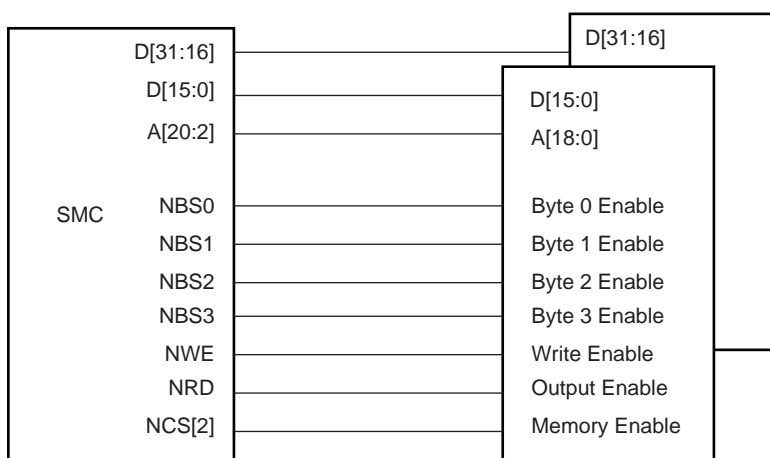 D[31:16] D[31:16]
D[15:0] D[15:0]
A[20:2] A[18:0]
SMC
NBS0 Byte 0 Enable
NBS1 Byte 1 Enable
NBS2 Byte 2 Enable
NBS3 Byte 3 Enable
NWE Write Enable
NRD Output Enable
NCS[2] Memory Enable